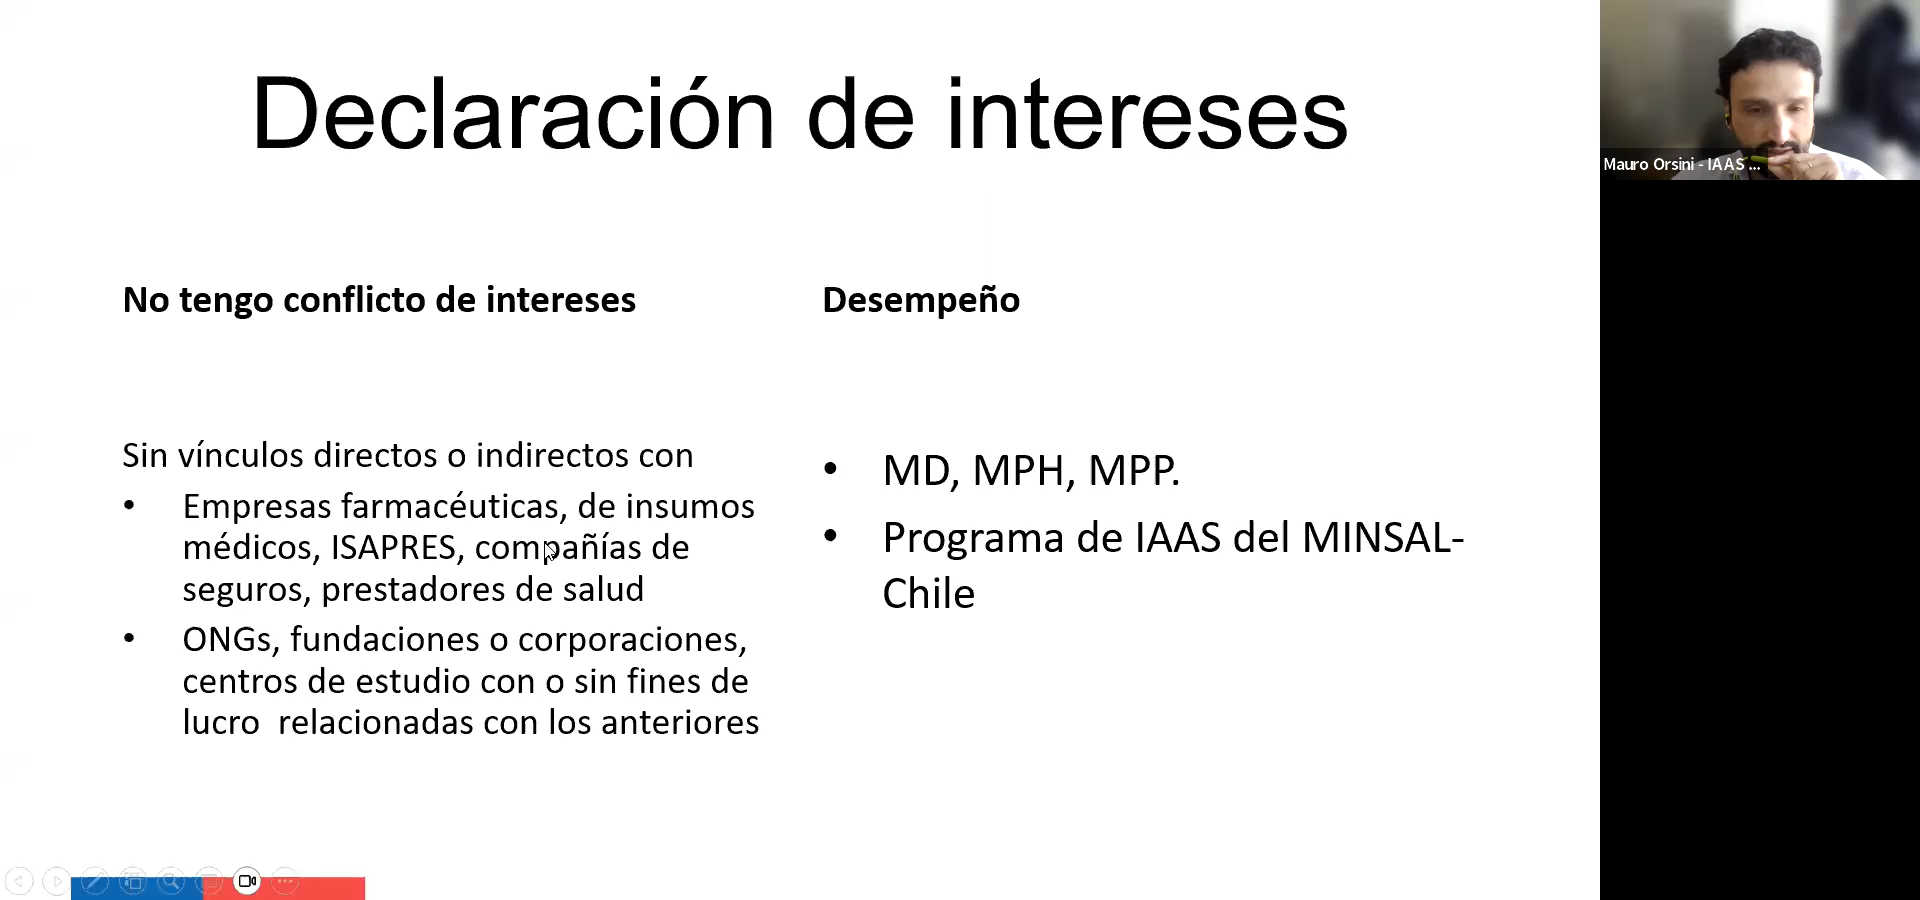 Declaración de intereses
No tengo conflicto de intereses
Sin vínculos directos o indirectos con
• Empresas farmacéuticas, de insumos
médicos, ISAPRES, compañías de
seguros, prestadores de salud
• ONGs, fundaciones o corporaciones,
centros de estudio con o sin fines de
lucro  relacionadas con los anteriores
Desempeño
• MD, MPH, MPP.
• Programa de IAAS del MINSAL-
Chile
Mauro Orsini - IAAS ...